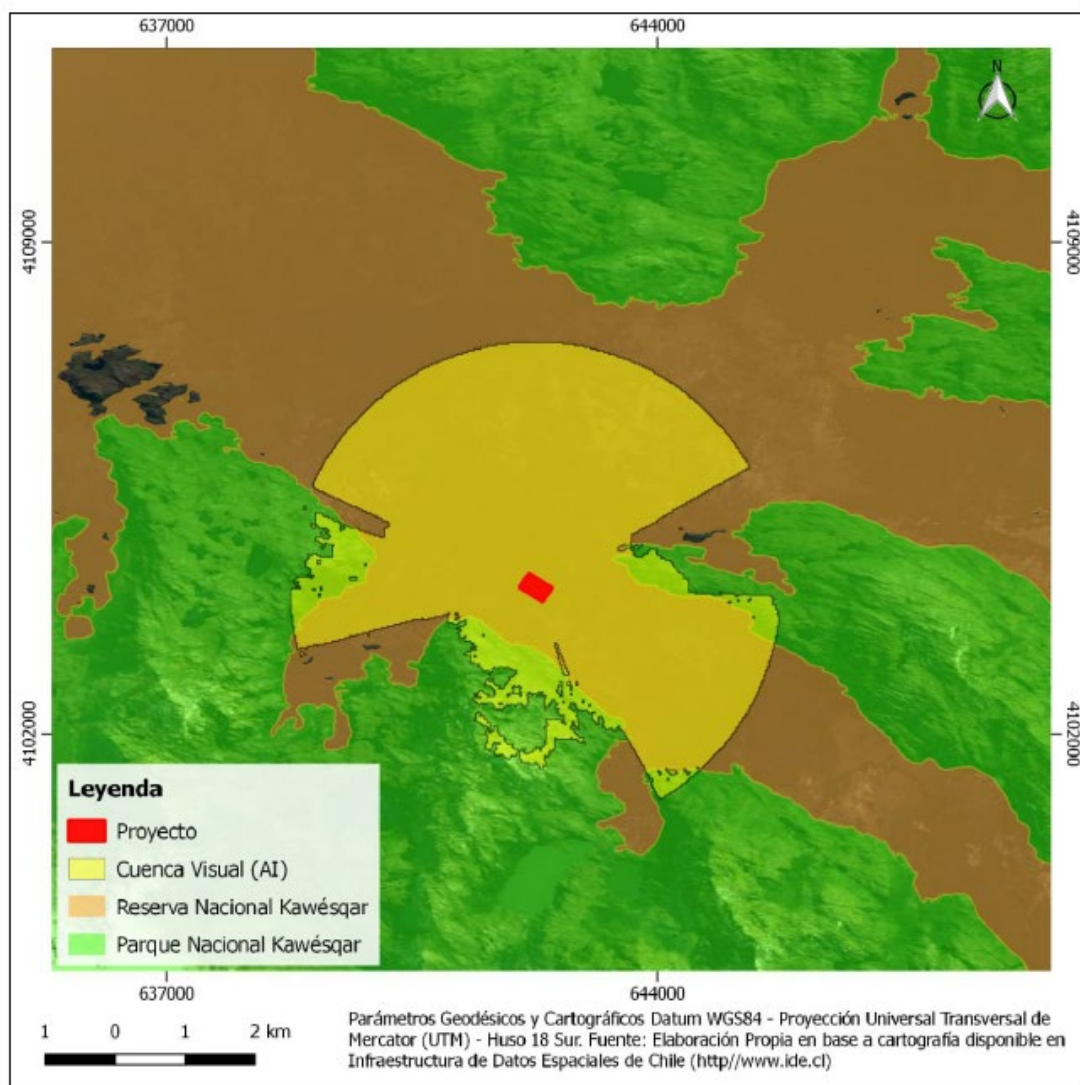 637000 644000
N
4109000 4109000
4102000 4102000
Leyenda
Proyecto
Cuenca Visual (AI)
Reserva Nacional Kawésqar
Parque Nacional Kawésqar
637000 644000
1 0 1 2 km
Parámetros Geodésicos y Cartográficos Datum WGS84 - Proyección Universal Transversal de
Mercator (UTM) - Huso 18 Sur. Fuente: Elaboración Propia en base a cartografía disponible en
Infraestructura de Datos Espaciales de Chile (http//www.ide.cl)